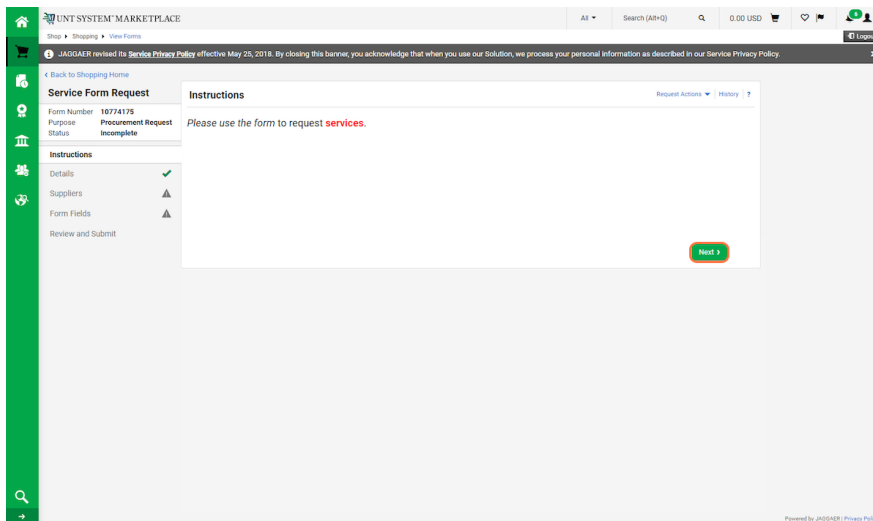 UNT SYSTEM™ MARKETPLACE
All
Search (Alt+Q)
0.00 USD
6
Shop Shopping View Forms
Logou
JAGGAER revised its Service Privacy Policy effective May 25, 2018. By closing this banner, you acknowledge that when you use our Solution, we process your personal information as described in our Service Privacy Policy.
Back to Shopping Home
Service Form Request
Form Number 10774175
Purpose Procurement Request
Status Incomplete
Instructions
Details
Suppliers
Form Fields
Review and Submit
Instructions
Request Actions History ?
Please use the form to request services.
Next
Powered by JAGGAER | Privacy Poli